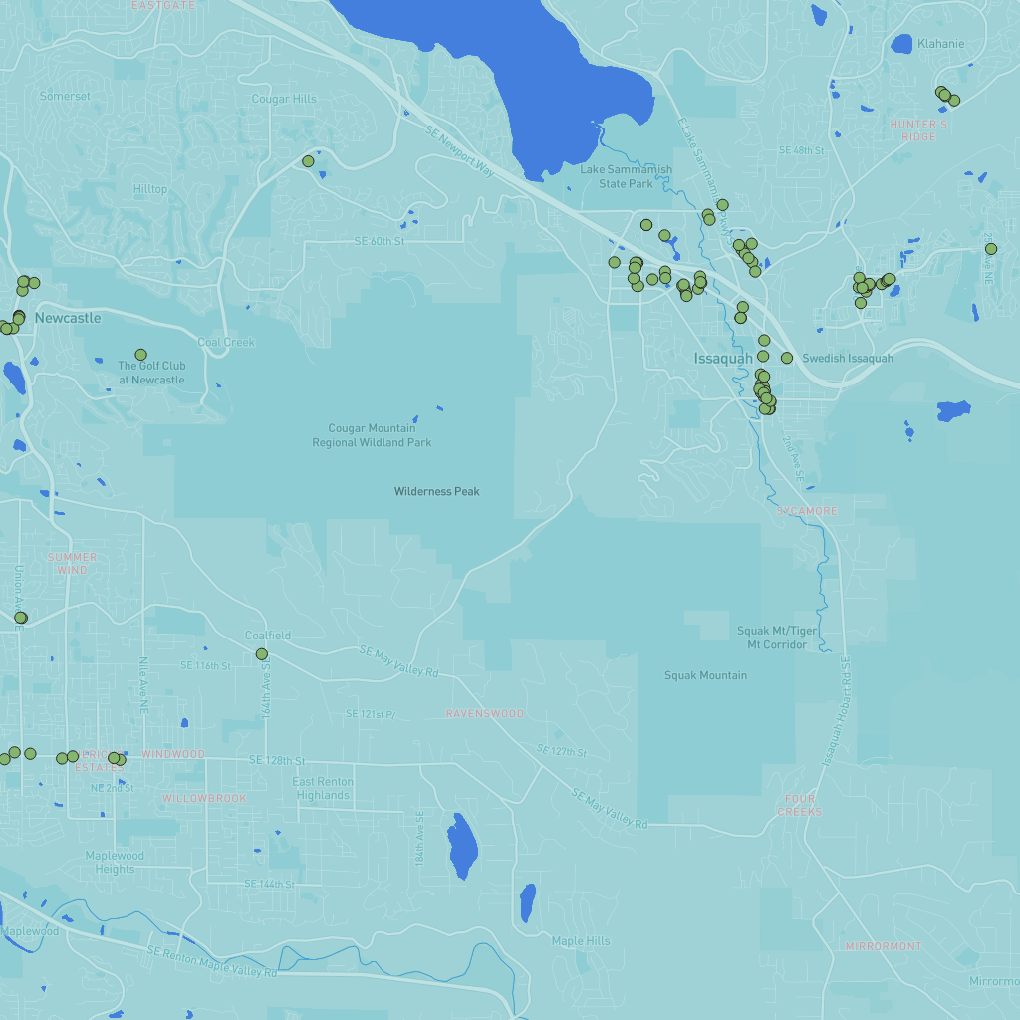 EASTGATE
Klahanie
Somerset
Cougar Hills
HUNTER'S
RIDGE
SE Newport Way
E Lake Sammamish Pkwy S
SE 48th St
Lake Sammamish
State Park
Hilltop
SE 60th St
Newcastle
Coal Creek
The Golf Club
at Newcastle
Issaquah
Swedish Issaquah
Cougar Mountain
Regional Wildland Park
2nd Ave SE
Wilderness Peak
SYCAMORE
SUMMER
WIND
Union Ave NE
Coalfield
Squak Mt/Tiger
Mt Corridor
SE May Valley Rd
SE 116th St
Nile Ave NE
164th Ave SE
Squak Mountain
Issaquah-Hobart Rd SE
SE 121st Pl
RAVENSWOOD
SE 127th St
ESTATES
WINDWOOD
SE 128th St
NE 2nd St
East Renton
Highlands
WILLOWBROOK
SE May Valley Rd
FOUR
CREEKS
184th Ave SE
Maplewood
Heights
SE 144th St
Maplewood
Maple Hills
MIRRORMONT
SE Renton Maple Valley Rd
Mirrormo